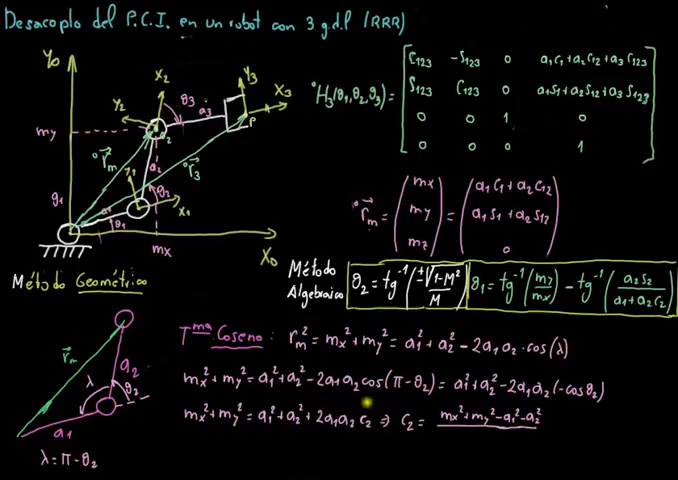 Desacoplo del P.C.I. en un robot con 3 g.d.l (RRR)
y₀
x₂
y₃
x₃
y₂
θ₃
a₃
P
my
⁰r⃗m
⁰r⃗₃
a₂
θ₂
x₁
a₁
θ₁
mx
x₀
⁰H₃(θ₁,θ₂,θ₃)=
C₁₂₃ -S₁₂₃ 0 a₁C₁+a₂C₁₂+a₃C₁₂₃
S₁₂₃ C₁₂₃ 0 a₁S₁+a₂S₁₂+a₃S₁₂₃
0 0 1 0
0 0 0 1
⁰r⃗m = (mx my mz) = (a₁C₁+a₂C₁₂ a₁S₁+a₂S₁₂ 0)
Método Geométrico
Método Algebraico
θ₂ = tg⁻¹(±√(1-M²)/M)
θ₁ = tg⁻¹(my/mx) - tg⁻¹(a₂S₂/(a₁+a₂C₂))
r⃗m
a₂
λ
θ₂
a₁
λ = π - θ₂
Tᵐᵃ Coseno: rm² = mx²+my² = a₁²+a₂² - 2a₁a₂·cos(λ)
mx²+my² = a₁²+a₂²-2a₁a₂cos(π-θ₂) = a₁²+a₂²-2a₁a₂(-cosθ₂)
mx²+my² = a₁²+a₂²+2a₁a₂C₂ ⇒ C₂ = mx²+my²-a₁²-a₂²